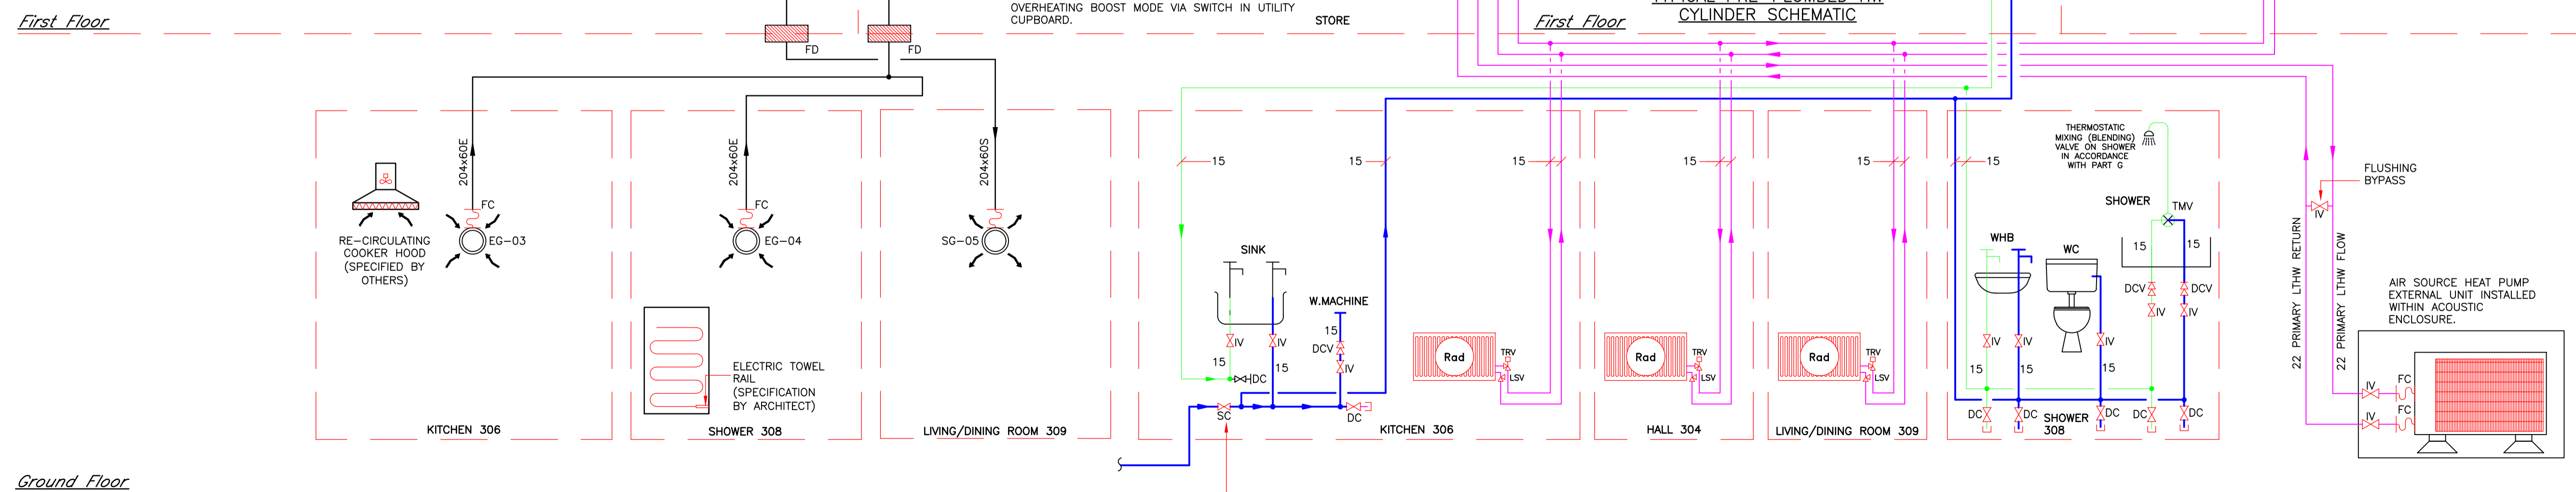 First Floor
OVERHEATING BOOST MODE VIA SWITCH IN UTILITY
CUPBOARD.
STORE
CYLINDER SCHEMATIC
First Floor
FD
FD
204x60E
204x60E
204x60S
FC
FC
EG-03
EG-04
SG-05
RE-CIRCULATING
COOKER HOOD
(SPECIFIED BY
OTHERS)
ELECTRIC TOWEL
RAIL
(SPECIFICATION
BY ARCHITECT)
KITCHEN 306
SHOWER 308
LIVING/DINING ROOM 309
15
15
15
15
15
15
SINK
W.MACHINE
15
DCV
IV
IV
IV
15
15
DC
SC
DC
Rad
TRV
LSV
Rad
TRV
LSV
Rad
TRV
LSV
KITCHEN 306
HALL 304
LIVING/DINING ROOM 309
THERMOSTATIC
MIXING (BLENDING)
VALVE ON SHOWER
IN ACCORDANCE
WITH PART G
SHOWER
TMV
WHB
WC
15
15
DCV
DCV
IV
IV
IV
IV
IV
15
15
15
DC
DC
DC
DC
DC
SHOWER
308
FLUSHING
BYPASS
IV
22 PRIMARY LTHW RETURN
22 PRIMARY LTHW FLOW
AIR SOURCE HEAT PUMP
EXTERNAL UNIT INSTALLED
WITHIN ACOUSTIC
ENCLOSURE.
IV
FC
IV
FC
Ground Floor